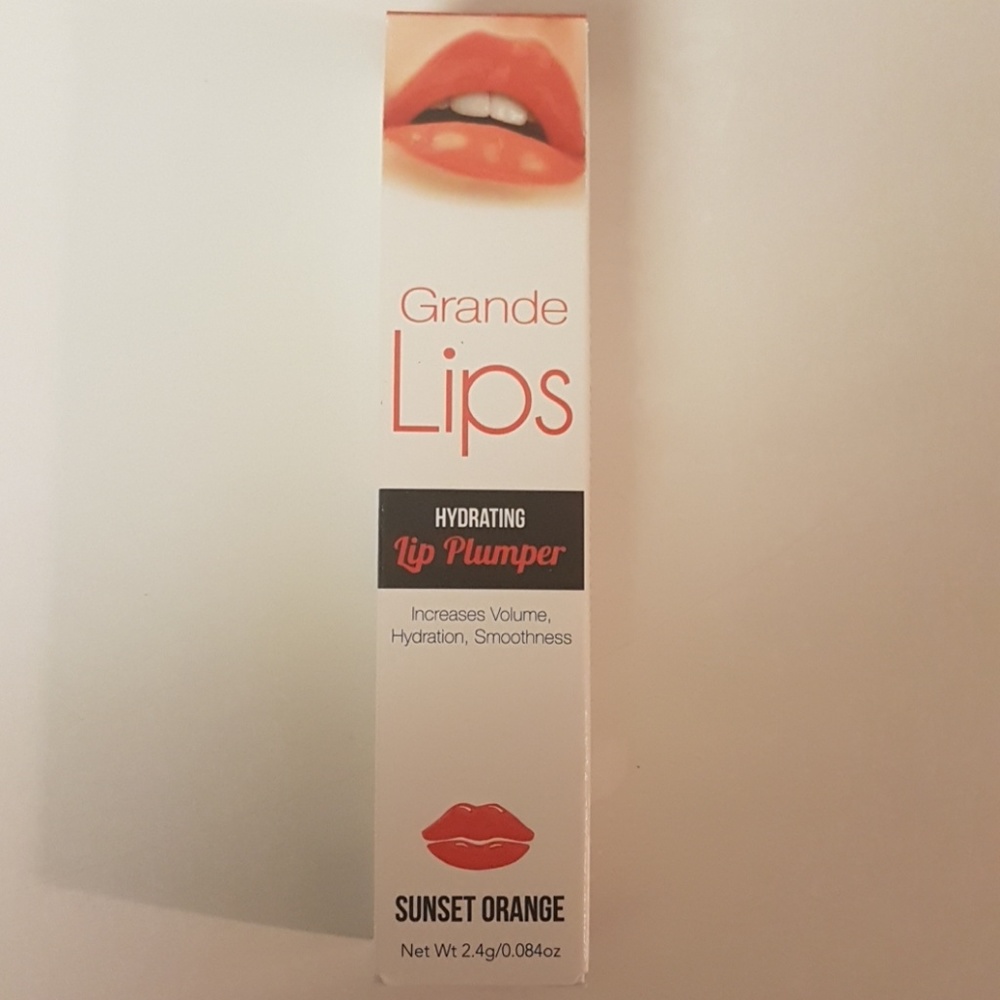 Grande
Lips
HYDRATING
Lip Plumper
Increases Volume,
Hydration, Smoothness
SUNSET ORANGE
Net Wt 2.4g/0.084oz